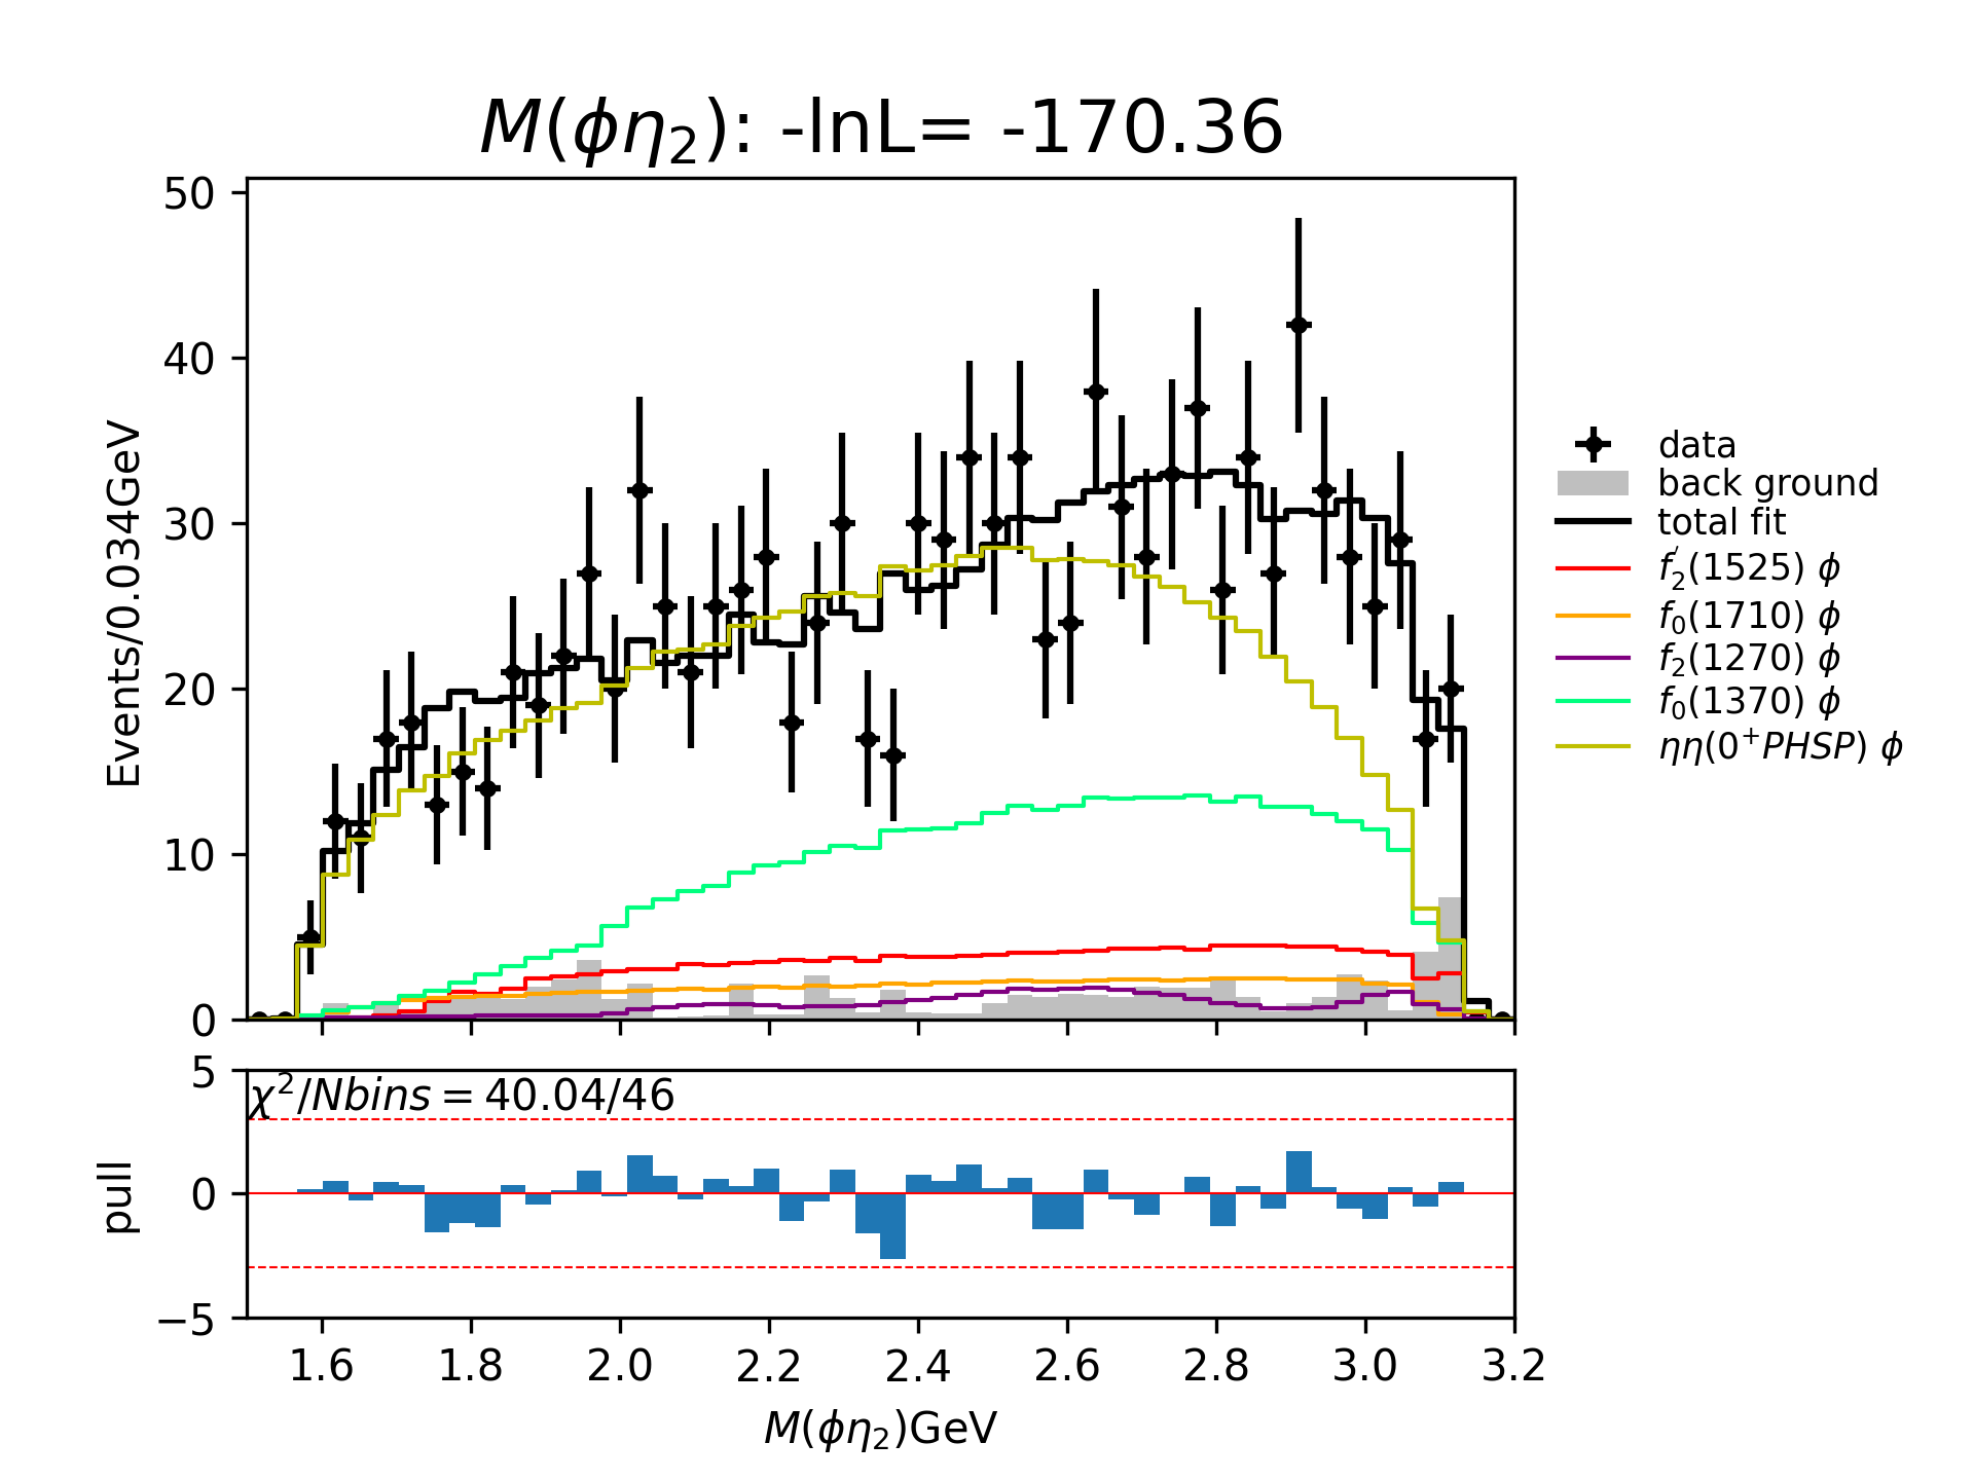 M(ϕη₂): -lnL= -170.36
50
40
30
20
10
0
Events/0.034GeV
data
back ground
total fit
f₂′(1525) ϕ
f₀(1710) ϕ
f₂(1270) ϕ
f₀(1370) ϕ
ηη(0⁺PHSP) ϕ
5
0
−5
pull
χ²/Nbins = 40.04/46
1.6 1.8 2.0 2.2 2.4 2.6 2.8 3.0 3.2
M(ϕη₂)GeV